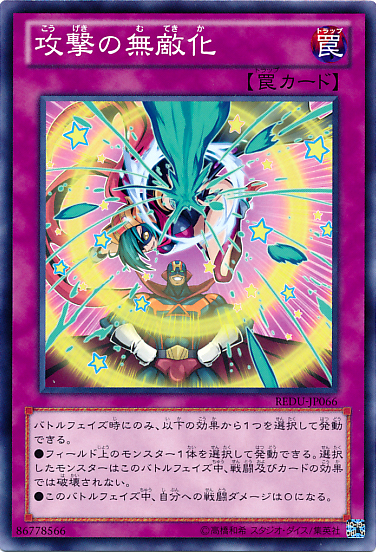 攻撃の無敵化
罠
【罠カード】
REDU-JP066
バトルフェイズ時にのみ、以下の効果から1つを選択して発動
できる。
●フィールド上のモンスター1体を選択して発動できる。選択
したモンスターはこのバトルフェイズ中、戦闘及びカードの効果
では破壊されない。
●このバトルフェイズ中、自分への戦闘ダメージは0になる。
86778566
©高橋和希 スタジオ・ダイス/集英社